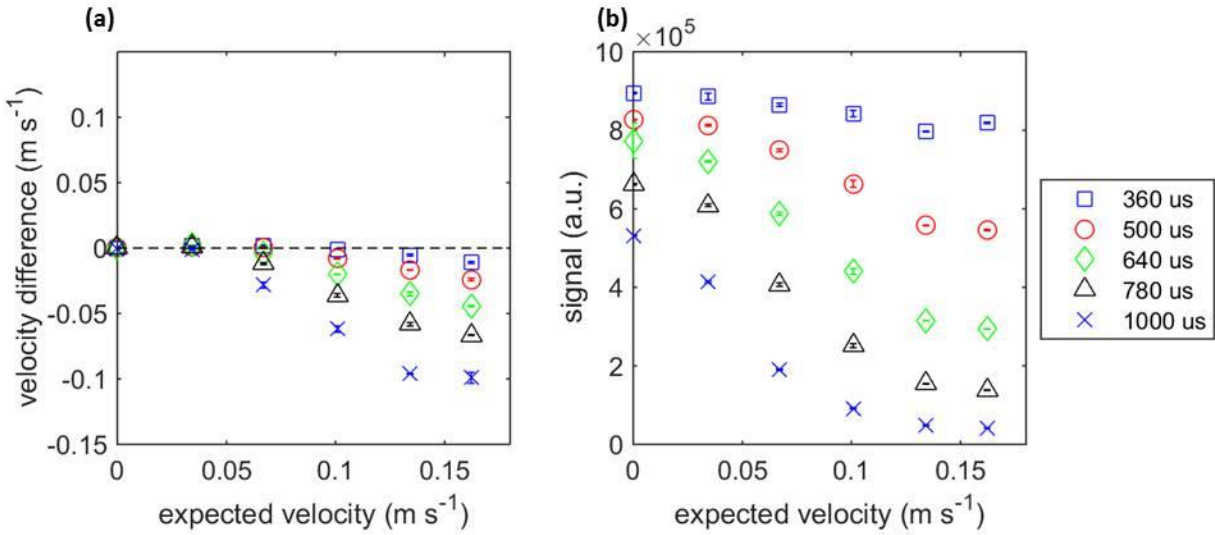 (a)
velocity difference (m s⁻¹)
0.1
0.05
0
-0.05
-0.1
-0.15
0 0.05 0.1 0.15
expected velocity (m s⁻¹)
(b)
×10⁵
signal (a.u.)
10
8
6
4
2
0
0 0.05 0.1 0.15
expected velocity (m s⁻¹)
360 us
500 us
640 us
780 us
1000 us